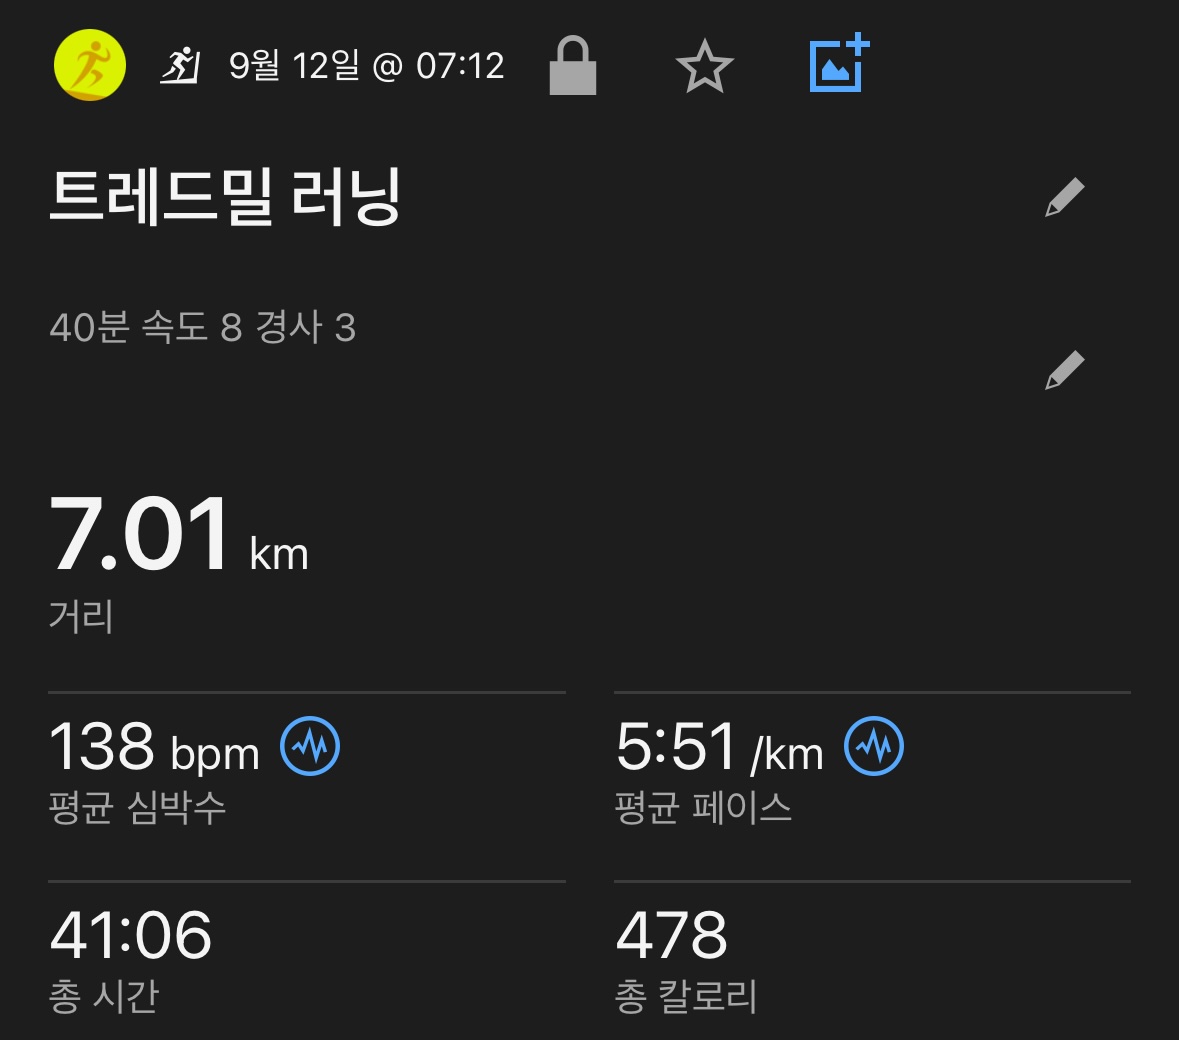 9월 12일 @ 07:12
트레드밀 러닝
40분 속도 8 경사 3
7.01 km
거리
138 bpm
평균 심박수
5:51 /km
평균 페이스
41:06
총 시간
478
총 칼로리